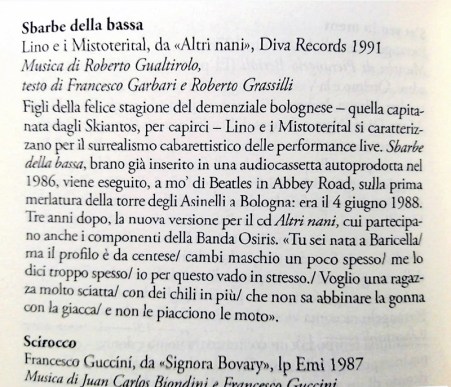 Sbarbe della bassa
Lino e i Mistoterital, da «Altri nani», Diva Records 1991
Musica di Roberto Gualtirolo,
testo di Francesco Garbari e Roberto Grassilli
Figli della felice stagione del demenziale bolognese – quella capita-
nata dagli Skiantos, per capirci – Lino e i Mistoterital si caratteriz-
zano per il surrealismo cabarettistico delle performance live. Sbarbe
della bassa, brano già inserito in una audiocassetta autoprodotta nel
1986, viene eseguito, a mo' di Beatles in Abbey Road, sulla prima
merlatura della torre degli Asinelli a Bologna: era il 4 giugno 1988.
Tre anni dopo, la nuova versione per il cd Altri nani, cui partecipa-
no anche i componenti della Banda Osiris. «Tu sei nata a Baricella/
ma il profilo è da centese/ cambi maschio un poco spesso/ me lo
dici troppo spesso/ io per questo vado in stresso./ Voglio una ragaz-
za molto sciatta/ con dei chili in più/ che non sa abbinare la gonna
con la giacca/ e non le piacciono le moto».
Scirocco
Francesco Guccini, da «Signora Bovary», lp Emi 1987
Musica di Juan Carlos Biondini e Francesco Guccini